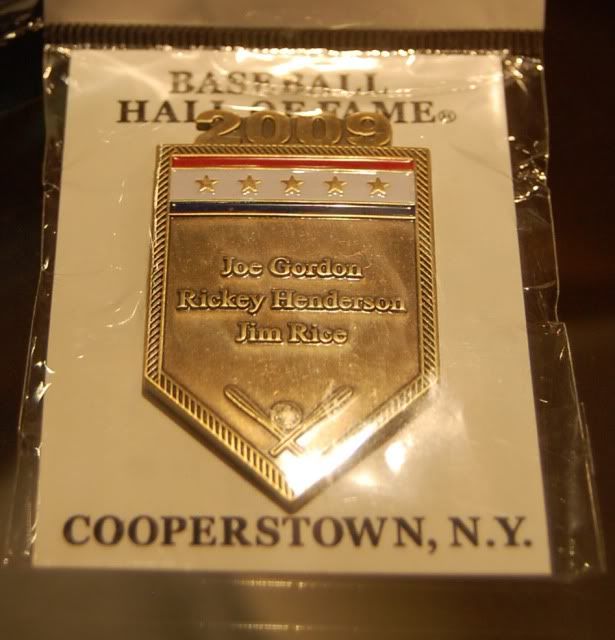 BASEBALL
HALL OF FAME®
2009
Joe Gordon
Rickey Henderson
Jim Rice
COOPERSTOWN, N.Y.